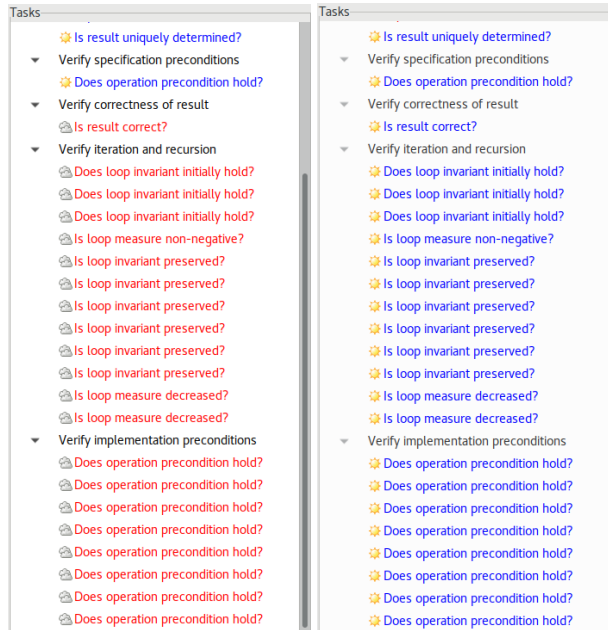 Tasks
Is result uniquely determined?
Verify specification preconditions
Does operation precondition hold?
Verify correctness of result
Is result correct?
Verify iteration and recursion
Does loop invariant initially hold?
Does loop invariant initially hold?
Does loop invariant initially hold?
Is loop measure non-negative?
Is loop invariant preserved?
Is loop invariant preserved?
Is loop invariant preserved?
Is loop invariant preserved?
Is loop invariant preserved?
Is loop invariant preserved?
Is loop measure decreased?
Is loop measure decreased?
Verify implementation preconditions
Does operation precondition hold?
Does operation precondition hold?
Does operation precondition hold?
Does operation precondition hold?
Does operation precondition hold?
Does operation precondition hold?
Does operation precondition hold?
Does operation precondition hold?
Tasks
Is result uniquely determined?
Verify specification preconditions
Does operation precondition hold?
Verify correctness of result
Is result correct?
Verify iteration and recursion
Does loop invariant initially hold?
Does loop invariant initially hold?
Does loop invariant initially hold?
Is loop measure non-negative?
Is loop invariant preserved?
Is loop invariant preserved?
Is loop invariant preserved?
Is loop invariant preserved?
Is loop invariant preserved?
Is loop invariant preserved?
Is loop measure decreased?
Is loop measure decreased?
Verify implementation preconditions
Does operation precondition hold?
Does operation precondition hold?
Does operation precondition hold?
Does operation precondition hold?
Does operation precondition hold?
Does operation precondition hold?
Does operation precondition hold?
Does operation precondition hold?